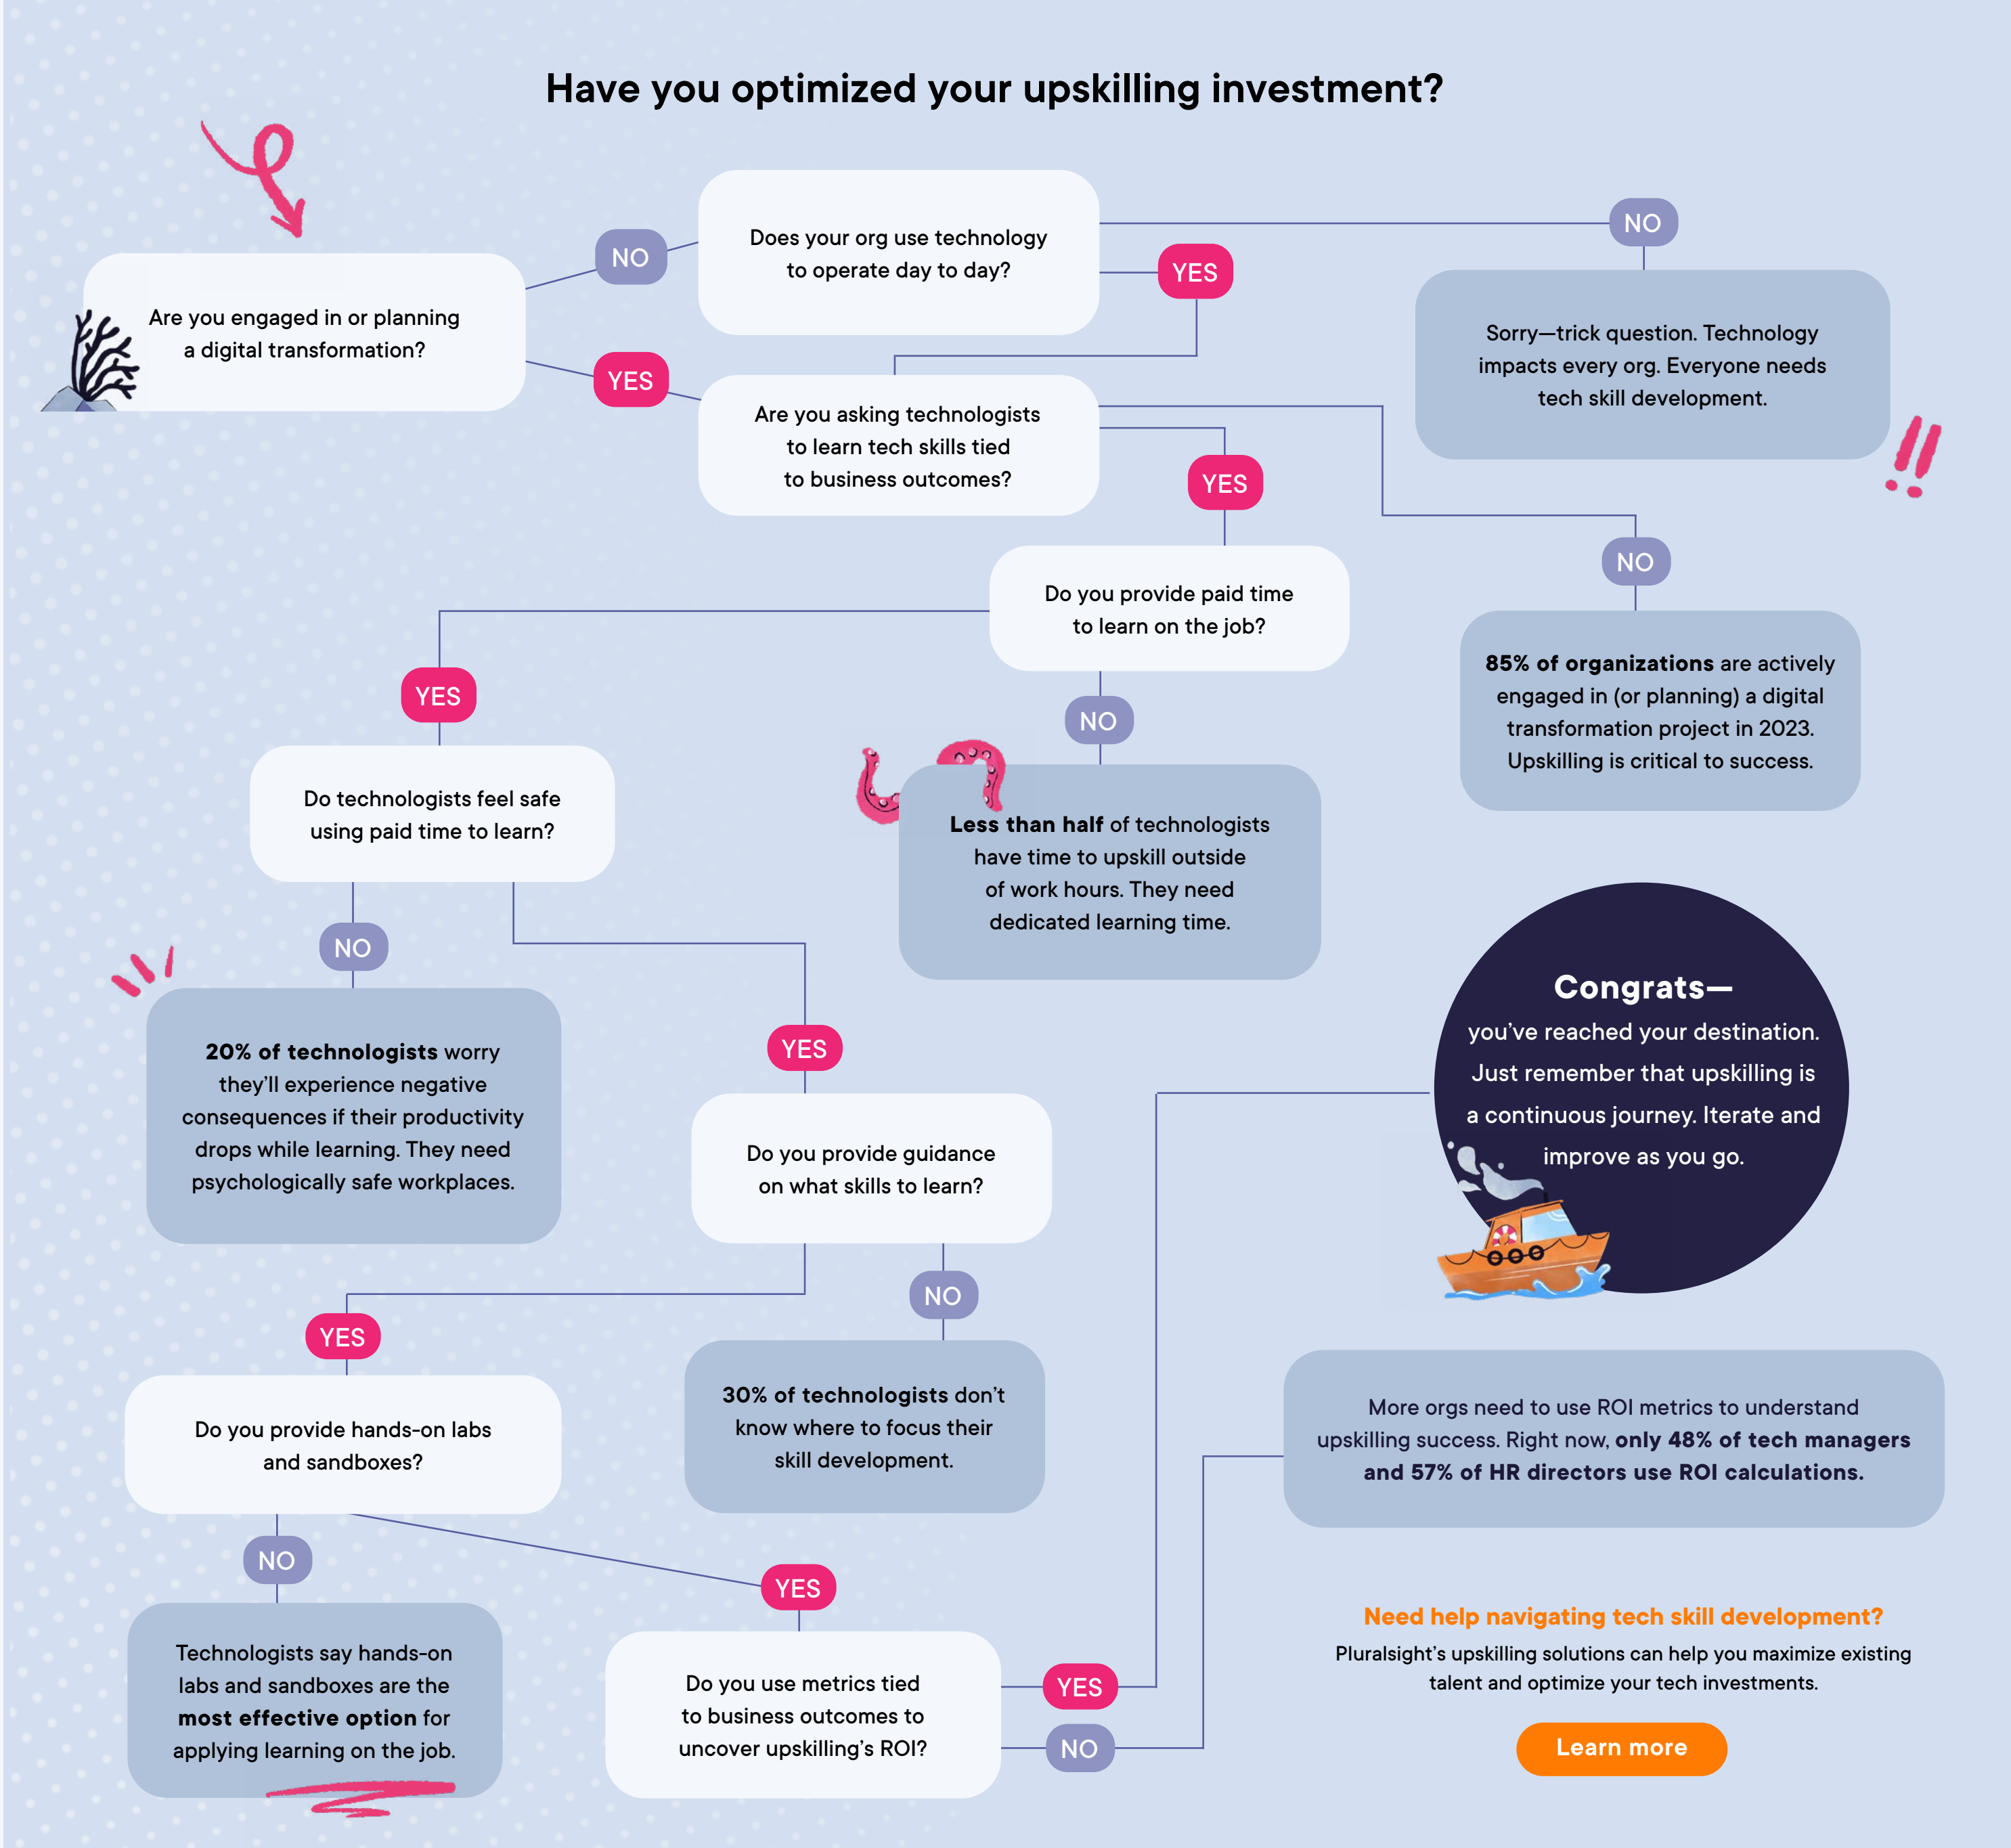 Have you optimized your upskilling investment?
Are you engaged in or planning
a digital transformation?
NO
YES
Does your org use technology
to operate day to day?
NO
YES
Sorry—trick question. Technology
impacts every org. Everyone needs
tech skill development.
Are you asking technologists
to learn tech skills tied
to business outcomes?
YES
NO
85% of organizations are actively
engaged in (or planning) a digital
transformation project in 2023.
Upskilling is critical to success.
Do you provide paid time
to learn on the job?
YES
NO
Less than half of technologists
have time to upskill outside
of work hours. They need
dedicated learning time.
Do technologists feel safe
using paid time to learn?
NO
YES
20% of technologists worry
they’ll experience negative
consequences if their productivity
drops while learning. They need
psychologically safe workplaces.
Do you provide guidance
on what skills to learn?
YES
NO
30% of technologists don’t
know where to focus their
skill development.
Do you provide hands-on labs
and sandboxes?
NO
YES
Technologists say hands-on
labs and sandboxes are the
most effective option for
applying learning on the job.
Do you use metrics tied
to business outcomes to
uncover upskilling’s ROI?
YES
NO
Congrats—
you’ve reached your destination.
Just remember that upskilling is
a continuous journey. Iterate and
improve as you go.
More orgs need to use ROI metrics to understand
upskilling success. Right now, only 48% of tech managers
and 57% of HR directors use ROI calculations.
Need help navigating tech skill development?
Pluralsight’s upskilling solutions can help you maximize existing
talent and optimize your tech investments.
Learn more